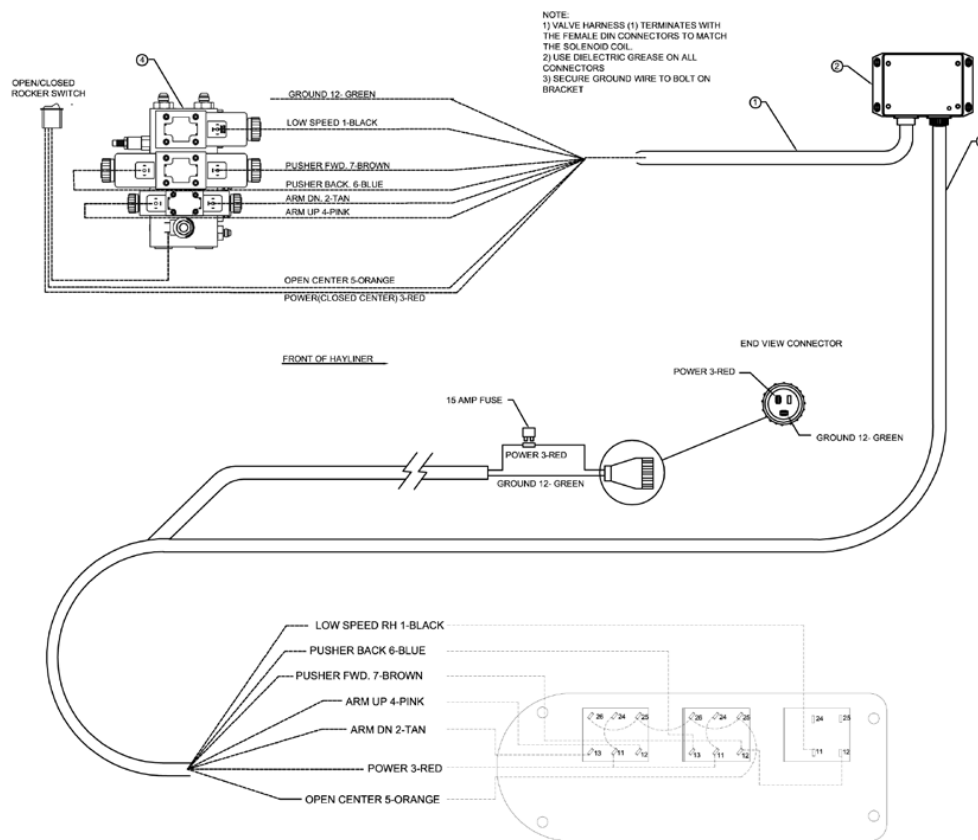 NOTE:
1) VALVE HARNESS (1) TERMINATES WITH
THE FEMALE DIN CONNECTORS TO MATCH
THE SOLENOID COIL.
2) USE DIELECTRIC GREASE ON ALL
CONNECTORS
3) SECURE GROUND WIRE TO BOLT ON
BRACKET
4
2
OPEN/CLOSED
ROCKER SWITCH
GROUND 12- GREEN
1
LOW SPEED 1-BLACK
PUSHER FWD. 7-BROWN
PUSHER BACK. 6-BLUE
ARM DN. 2-TAN
ARM UP 4-PINK
OPEN CENTER 5-ORANGE
POWER(CLOSED CENTER) 3-RED
FRONT OF HAYLINER
END VIEW CONNECTOR
POWER 3-RED
15 AMP FUSE
GROUND 12- GREEN
POWER 3-RED
GROUND 12- GREEN
LOW SPEED RH 1-BLACK
PUSHER BACK 6-BLUE
PUSHER FWD. 7-BROWN
ARM UP 4-PINK
ARM DN 2-TAN
POWER 3-RED
OPEN CENTER 5-ORANGE
26 24 25 26 24 25 24 25
13 11 12 13 11 12 11 12